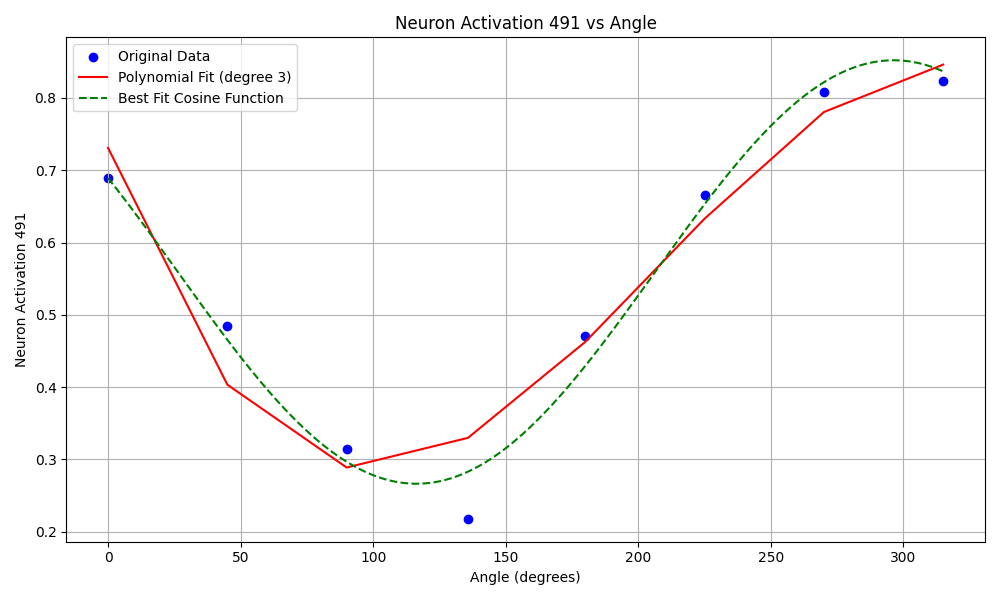 Neuron Activation 491 vs Angle
Original Data
Polynomial Fit (degree 3)
Best Fit Cosine Function
Neuron Activation 491
0.8
0.7
0.6
0.5
0.4
0.3
0.2
0 50 100 150 200 250 300
Angle (degrees)